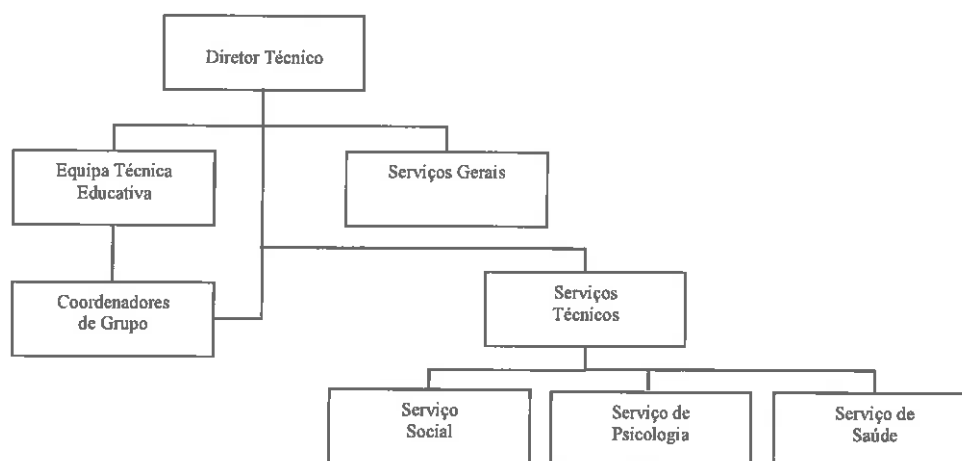 Diretor Técnico
Equipa Técnica
Educativa
Serviços Gerais
Coordenadores
de Grupo
Serviços
Técnicos
Serviço
Social
Serviço de
Psicologia
Serviço de
Saúde